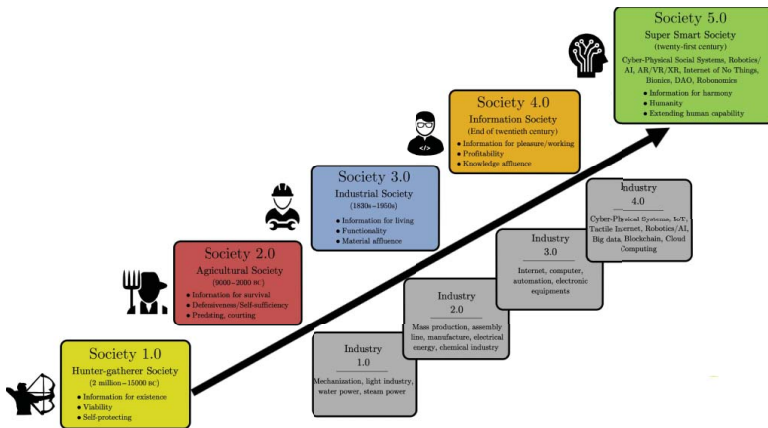 Society 5.0
Super Smart Society
(twenty-first century)
Cyber-Physical Social Systems, Robotics/
AI, AR/VR/XR, Internet of No Things,
Bionics, DAO, Robonomics
● Information for harmony
● Humanity
● Extending human capability
Society 4.0
Information Society
(End of twentieth century)
● Information for pleasure/working
● Profitability
● Knowledge affluence
Society 3.0
Industrial Society
(1830s–1950s)
● Information for living
● Functionality
● Material affluence
Society 2.0
Agricultural Society
(9000–2000 BC)
● Information for survival
● Defensiveness/Self-sufficiency
● Predating, courting
Society 1.0
Hunter-gatherer Society
(2 million–15000 BC)
● Information for existence
● Viability
● Self-protecting
Industry
4.0
Cyber-Physical Systems, IoT,
Tactile Internet, Robotics/AI,
Big data, Blockchain, Cloud
Computing
Industry
3.0
Internet, computer,
automation, electronic
equipments
Industry
2.0
Mass production, assembly
line, manufacture, electrical
energy, chemical industry
Industry
1.0
Mechanization, light industry,
water power, steam power